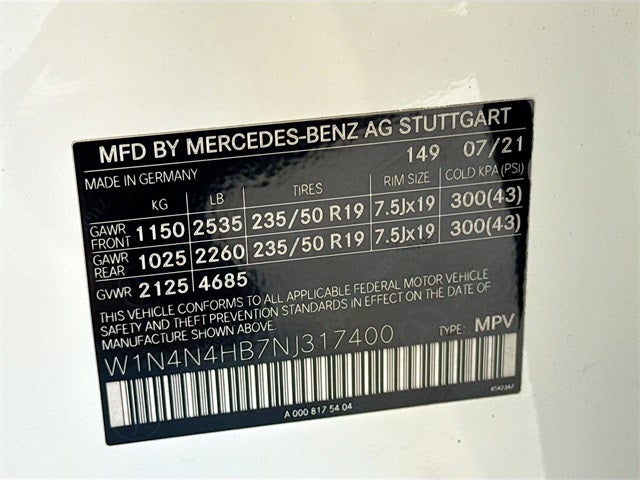 MFD BY MERCEDES-BENZ AG STUTTGART
149 07/21
MADE IN GERMANY
KG LB TIRES RIM SIZE COLD KPA (PSI)
GAWR FRONT 1150 2535 235/50 R19 7.5Jx19 300(43)
GAWR REAR 1025 2260 235/50 R19 7.5Jx19 300(43)
GVWR 2125 4685
THIS VEHICLE CONFORMS TO ALL APPLICABLE FEDERAL MOTOR VEHICLE
SAFETY AND THEFT PREVENTION STANDARDS IN EFFECT ON THE DATE OF
MANUFACTURE SHOWN ABOVE.
W1N4N4HB7NJ317400 TYPE: MPV
A 000 817 54 04